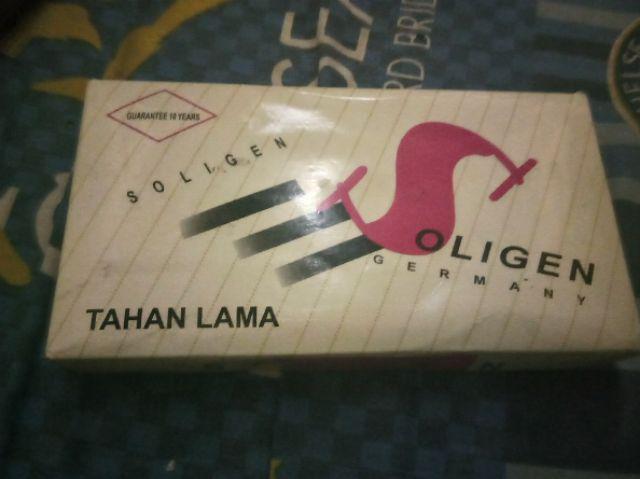 GUARANTEE 10 YEARS
SOLIGEN
SOLIGEN
GERMANY
TAHAN LAMA